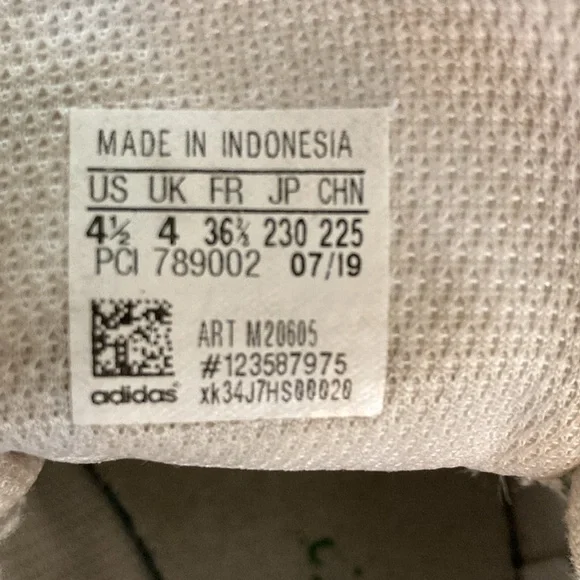 MADE IN INDONESIA
US UK FR JP CHN
4½ 4 36⅔ 230 225
PCI 789002 07/19
ART M20605
#123587975
adidas xk34J7HS00020